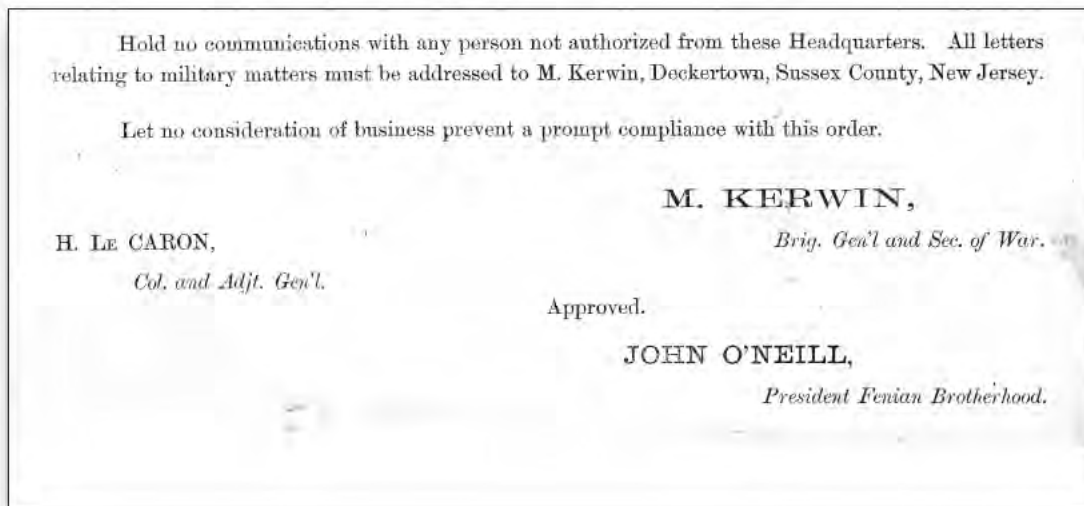 Hold no communications with any person not authorized from these Headquarters. All letters
relating to military matters must be addressed to M. Kerwin, Deckertown, Sussex County, New Jersey.
Let no consideration of business prevent a prompt compliance with this order.
M. KERWIN,
Brig. Gen'l and Sec. of War.
H. LE CARON,
Col. and Adjt. Gen'l.
Approved.
JOHN O'NEILL,
President Fenian Brotherhood.